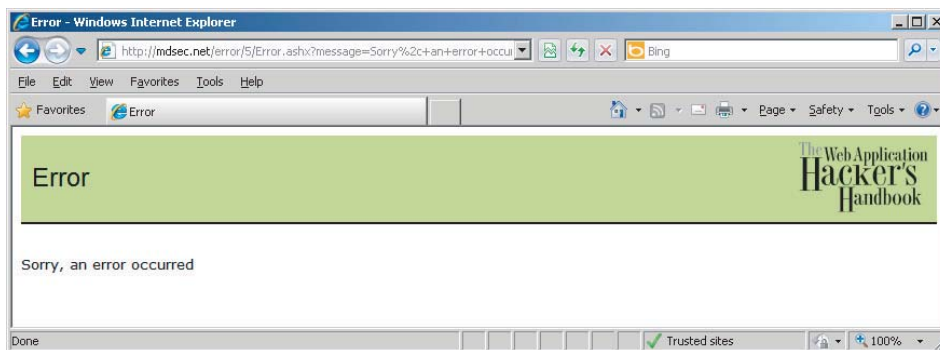 Error - Windows Internet Explorer
http://mdsec.net/error/5/Error.ashx?message=Sorry%2c+an+error+occu
Bing
File Edit View Favorites Tools Help
Favorites Error Page Safety Tools
Error
The Web Application
Hacker's
Handbook
Sorry, an error occurred
Done Trusted sites 100%